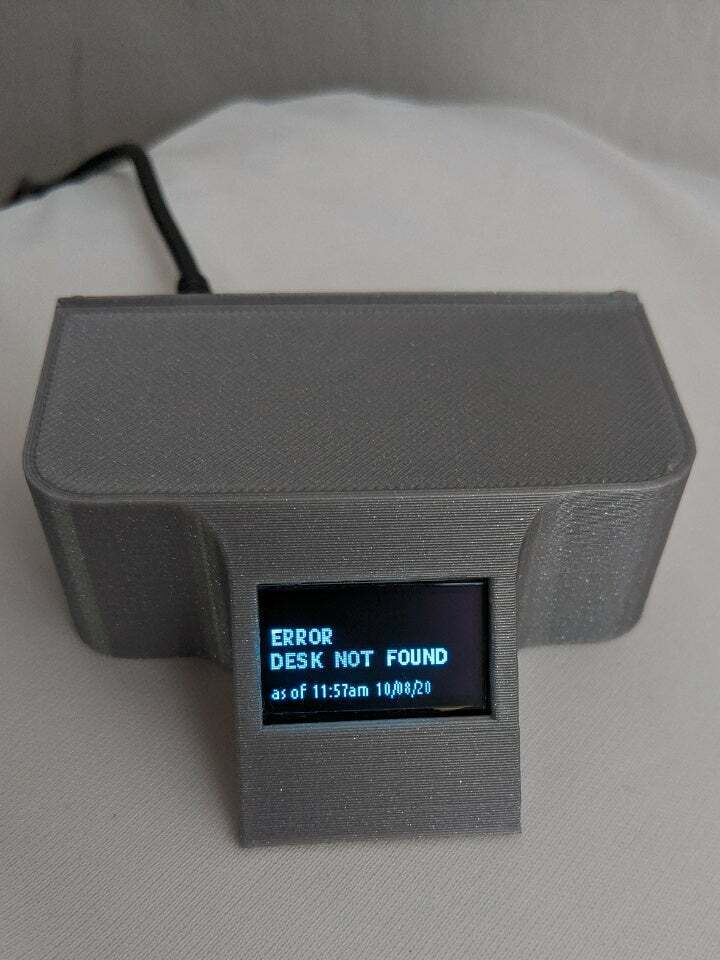 ERROR
DESK NOT FOUND
as of 11:57am 10/08/20